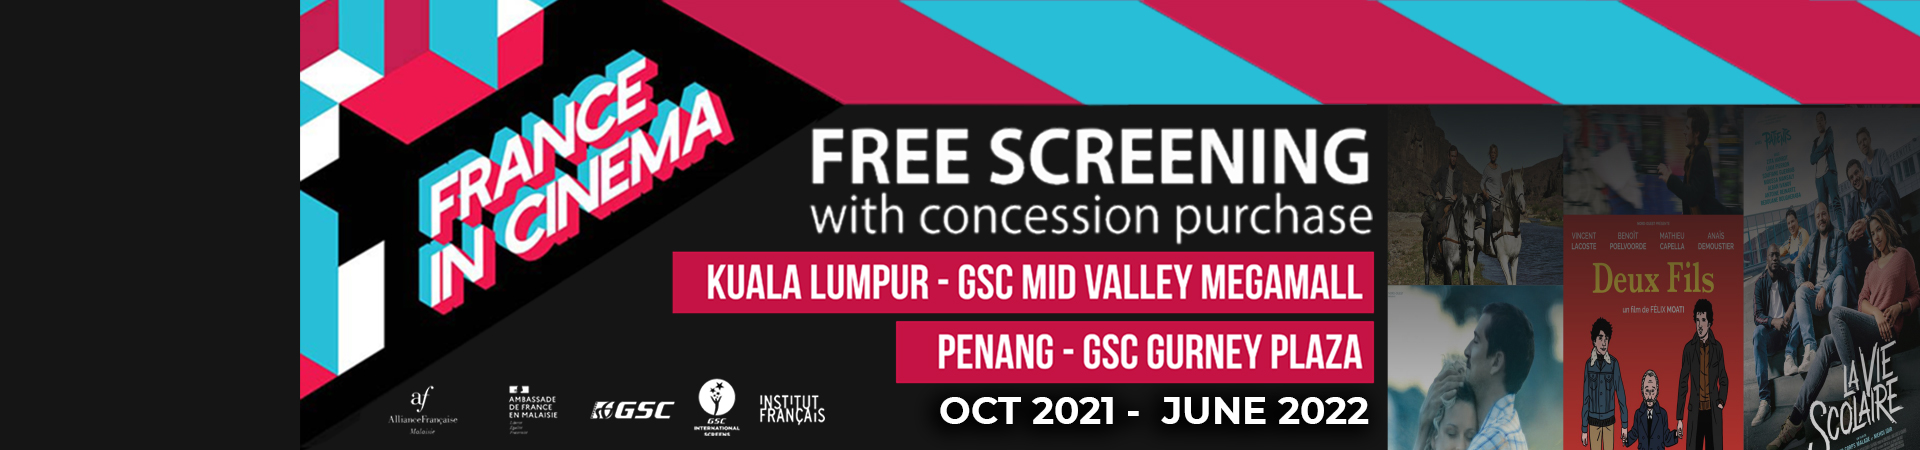 FRANCE
IN CINEMA
FREE SCREENING
with concession purchase
KUALA LUMPUR - GSC MID VALLEY MEGAMALL
PENANG - GSC GURNEY PLAZA
OCT 2021 - JUNE 2022
af
AllianceFrançaise
Malaisie
AMBASSADE
DE FRANCE
EN MALAISIE
GSC
GSC
INTERNATIONAL
SCREENS
INSTITUT
FRANÇAIS
VINCENT
LACOSTE
BENOÎT
POELVOORDE
MATHIEU
CAPELLA
ANAÏS
DEMOUSTIER
Deux Fils
un film de FÉLIX MOATI
LA VIE
SCOLAIRE